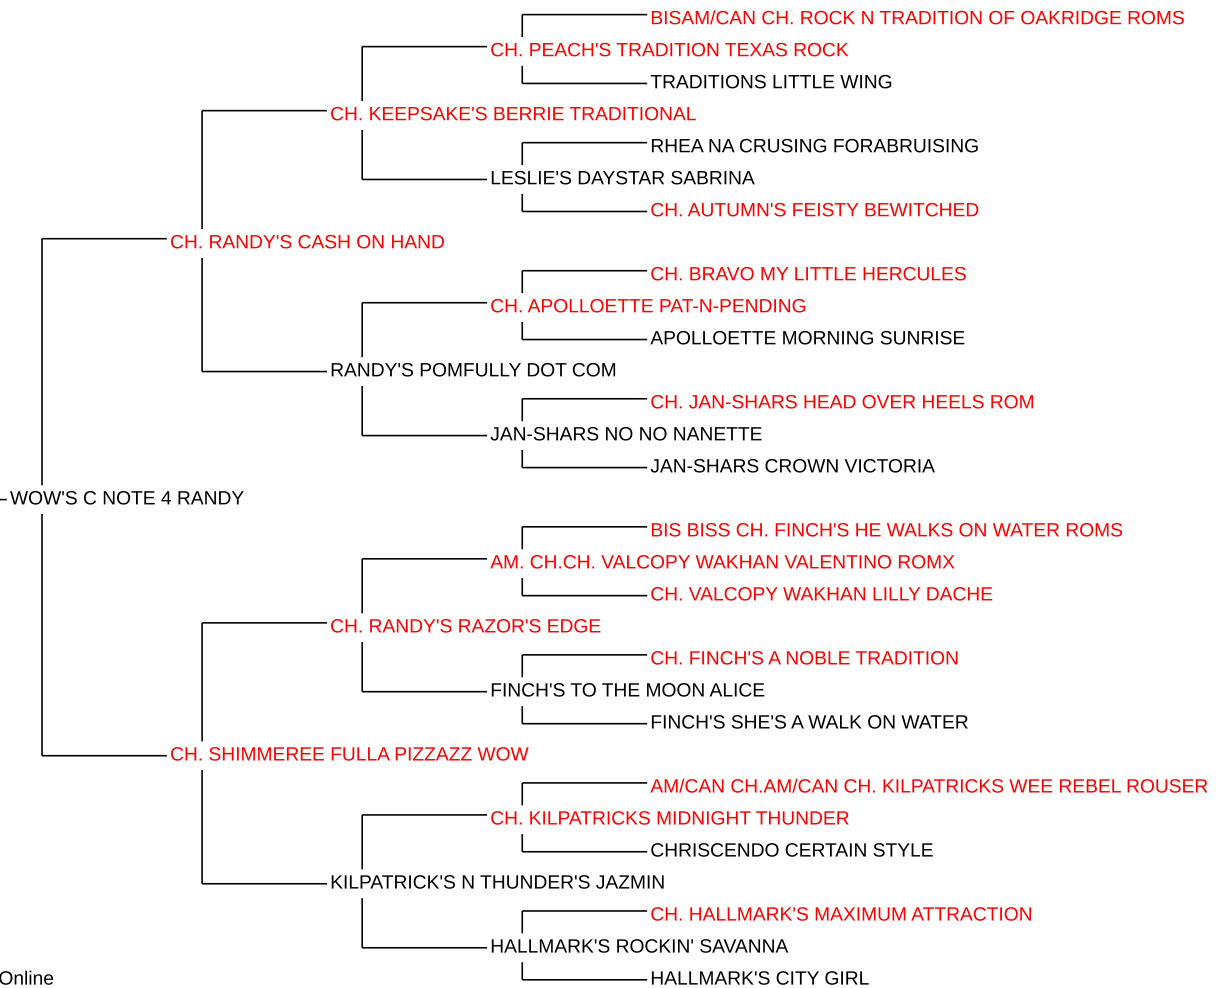 BISAM/CAN CH. ROCK N TRADITION OF OAKRIDGE ROMS
CH. PEACH'S TRADITION TEXAS ROCK
TRADITIONS LITTLE WING
CH. KEEPSAKE'S BERRIE TRADITIONAL
RHEA NA CRUSING FORABRUISING
LESLIE'S DAYSTAR SABRINA
CH. AUTUMN'S FEISTY BEWITCHED
CH. RANDY'S CASH ON HAND
CH. BRAVO MY LITTLE HERCULES
CH. APOLLOETTE PAT-N-PENDING
APOLLOETTE MORNING SUNRISE
RANDY'S POMFULLY DOT COM
CH. JAN-SHARS HEAD OVER HEELS ROM
JAN-SHARS NO NO NANETTE
JAN-SHARS CROWN VICTORIA
WOW'S C NOTE 4 RANDY
BIS BISS CH. FINCH'S HE WALKS ON WATER ROMS
AM. CH.CH. VALCOPY WAKHAN VALENTINO ROMX
CH. VALCOPY WAKHAN LILLY DACHE
CH. RANDY'S RAZOR'S EDGE
CH. FINCH'S A NOBLE TRADITION
FINCH'S TO THE MOON ALICE
FINCH'S SHE'S A WALK ON WATER
CH. SHIMMEREE FULLA PIZZAZZ WOW
AM/CAN CH.AM/CAN CH. KILPATRICKS WEE REBEL ROUSER
CH. KILPATRICKS MIDNIGHT THUNDER
CHRISCENDO CERTAIN STYLE
KILPATRICK'S N THUNDER'S JAZMIN
CH. HALLMARK'S MAXIMUM ATTRACTION
HALLMARK'S ROCKIN' SAVANNA
HALLMARK'S CITY GIRL
Online